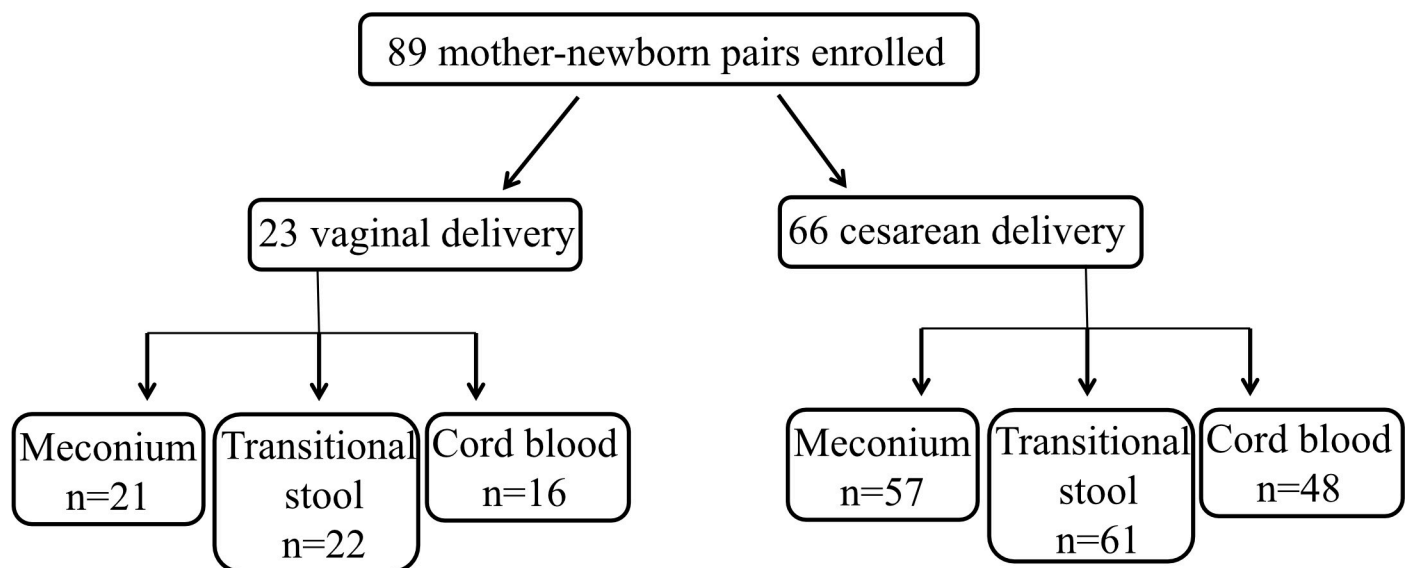 89 mother-newborn pairs enrolled
23 vaginal delivery
66 cesarean delivery
Meconium
n=21
Transitional
stool
n=22
Cord blood
n=16
Meconium
n=57
Transitional
stool
n=61
Cord blood
n=48